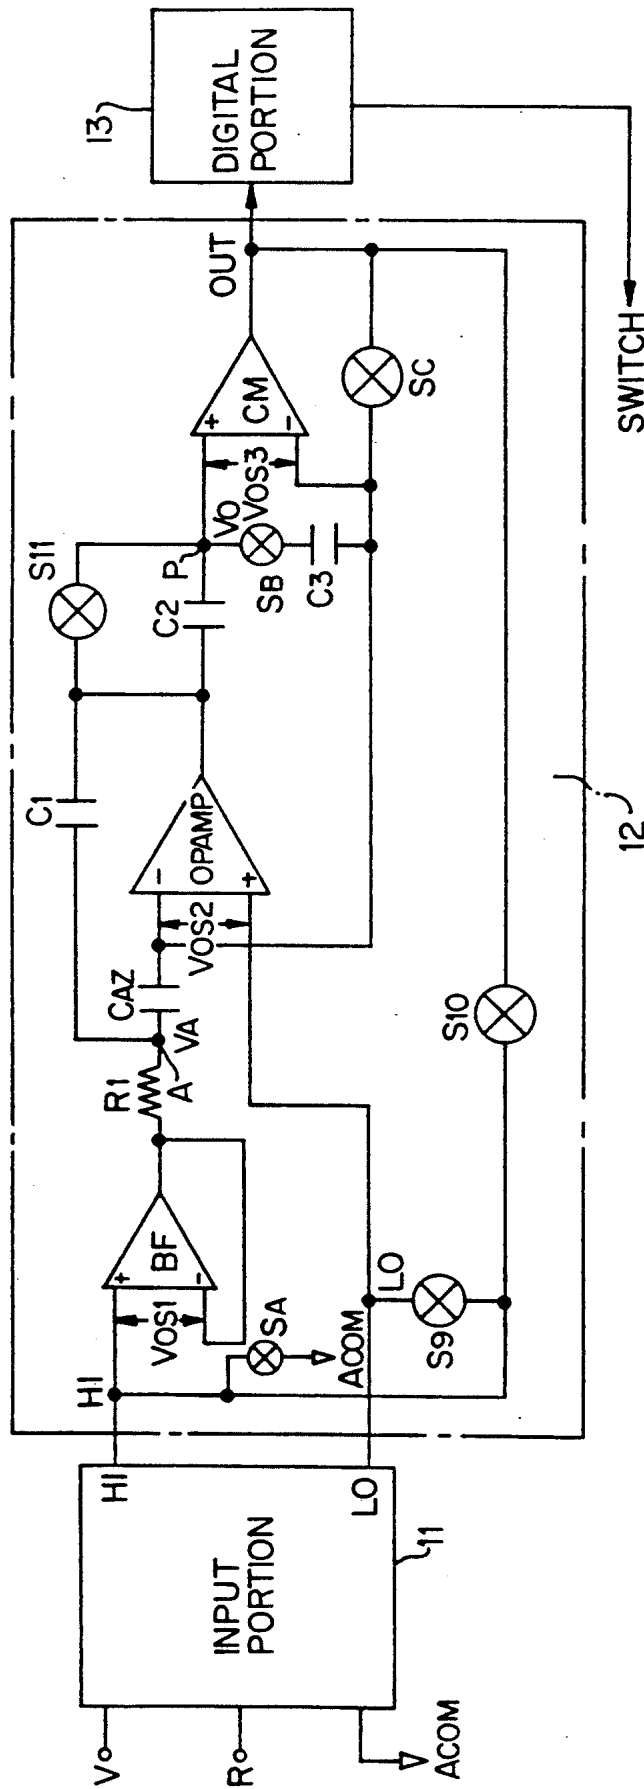 V
R
ACOM
INPUT
PORTION
HI
LO
11
HI
VOS1
+
-
BF
SA
ACOM
LO
S9
R1
A
VA
CAZ
C1
VOS2
-
+
OPAMP
S10
S11
C2
P
VO
SB
C3
VOS3
+
-
CM
SC
OUT
12
13
DIGITAL
PORTION
SWITCH